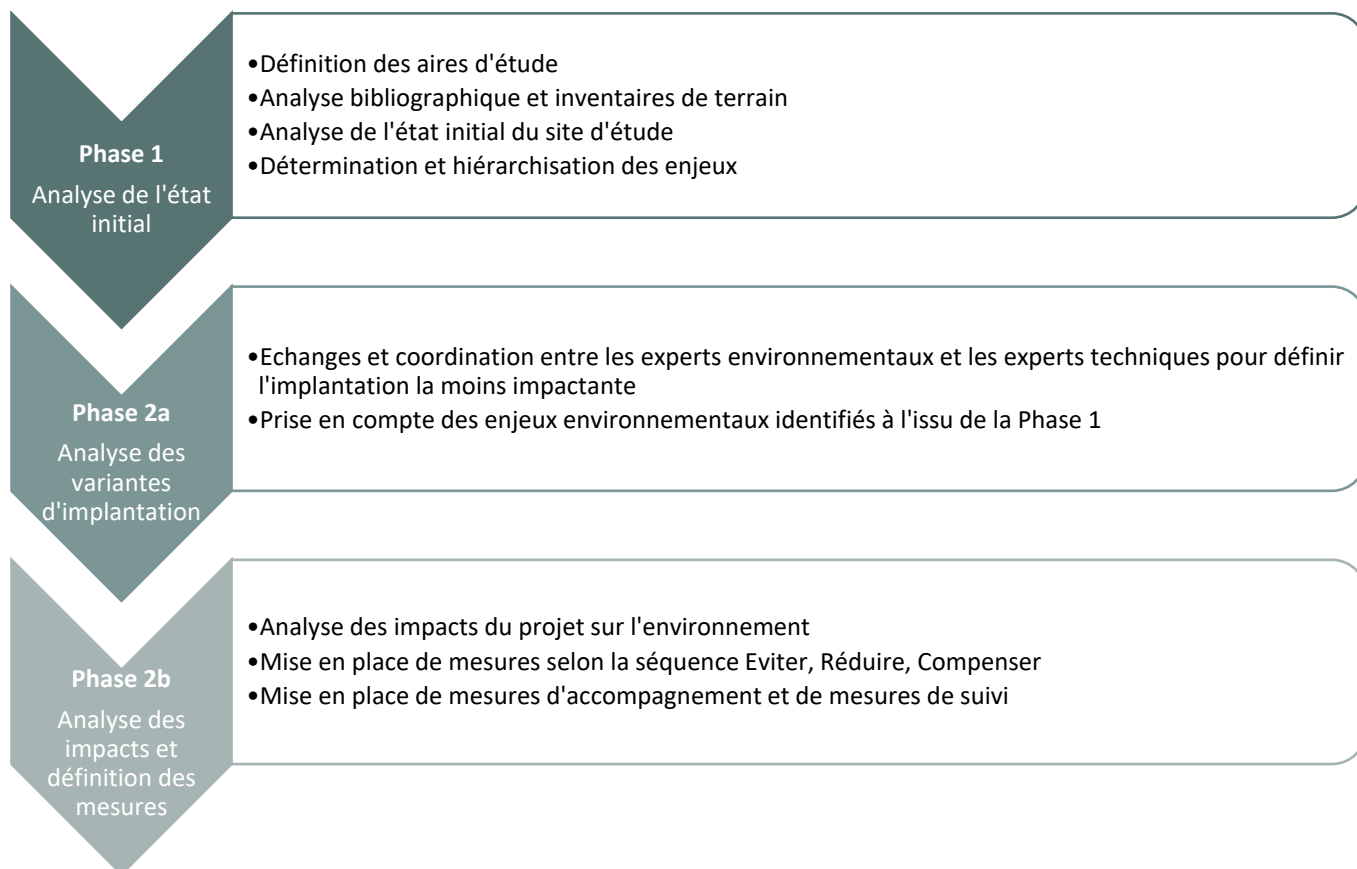 Phase 1
Analyse de l'état
initial
•Définition des aires d'étude
•Analyse bibliographique et inventaires de terrain
•Analyse de l'état initial du site d'étude
•Détermination et hiérarchisation des enjeux
Phase 2a
Analyse des
variantes
d'implantation
•Echanges et coordination entre les experts environnementaux et les experts techniques pour définir
l'implantation la moins impactante
•Prise en compte des enjeux environnementaux identifiés à l'issu de la Phase 1
Phase 2b
Analyse des
impacts et
définition des
mesures
•Analyse des impacts du projet sur l'environnement
•Mise en place de mesures selon la séquence Eviter, Réduire, Compenser
•Mise en place de mesures d'accompagnement et de mesures de suivi